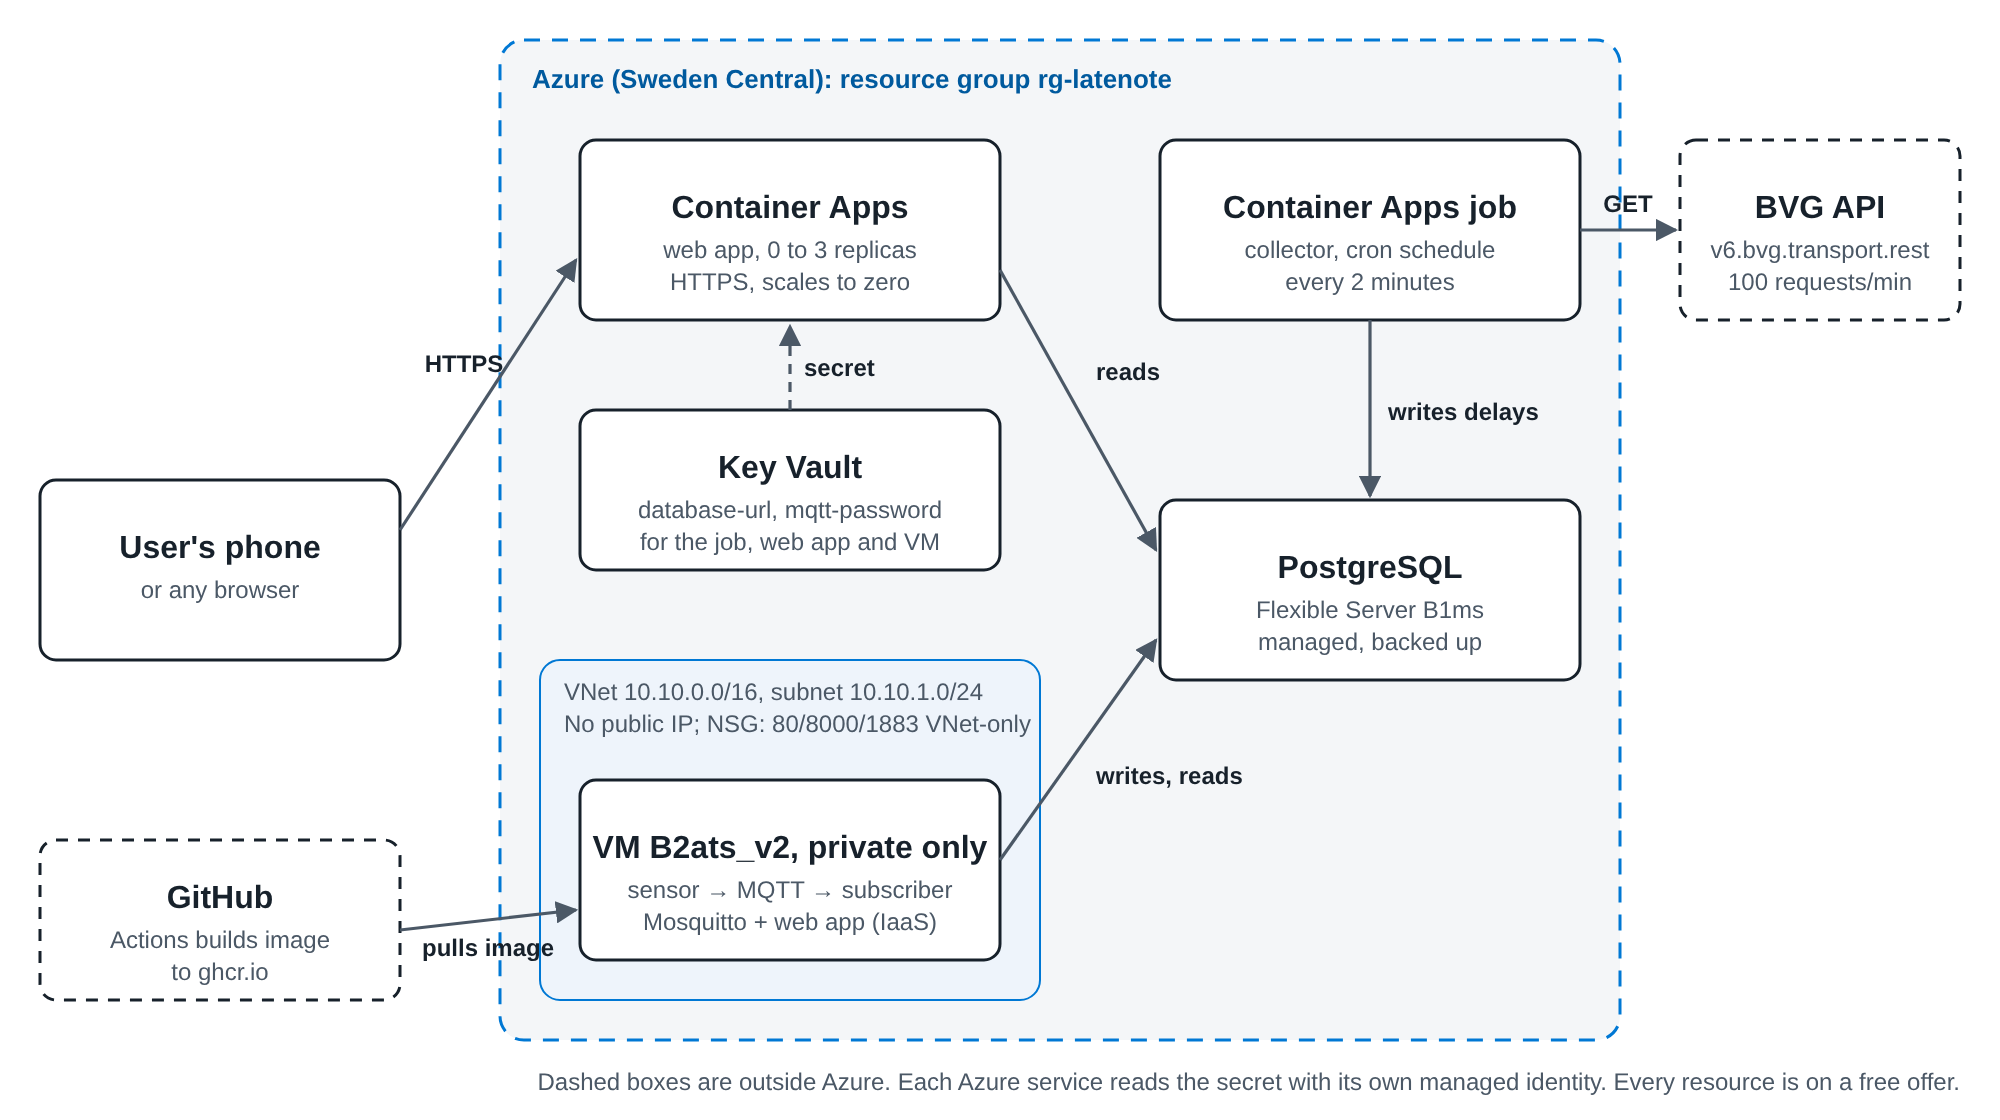 Azure (Sweden Central): resource group rg-latenote
Container Apps
web app, 0 to 3 replicas
HTTPS, scales to zero
Container Apps job
collector, cron schedule
every 2 minutes
GET
BVG API
v6.bvg.transport.rest
100 requests/min
HTTPS
secret
reads
writes delays
Key Vault
database-url, mqtt-password
for the job, web app and VM
User's phone
or any browser
PostgreSQL
Flexible Server B1ms
managed, backed up
VNet 10.10.0.0/16, subnet 10.10.1.0/24
No public IP; NSG: 80/8000/1883 VNet-only
writes, reads
VM B2ats_v2, private only
sensor → MQTT → subscriber
Mosquitto + web app (IaaS)
GitHub
Actions builds image
to ghcr.io
pulls image
Dashed boxes are outside Azure. Each Azure service reads the secret with its own managed identity. Every resource is on a free offer.